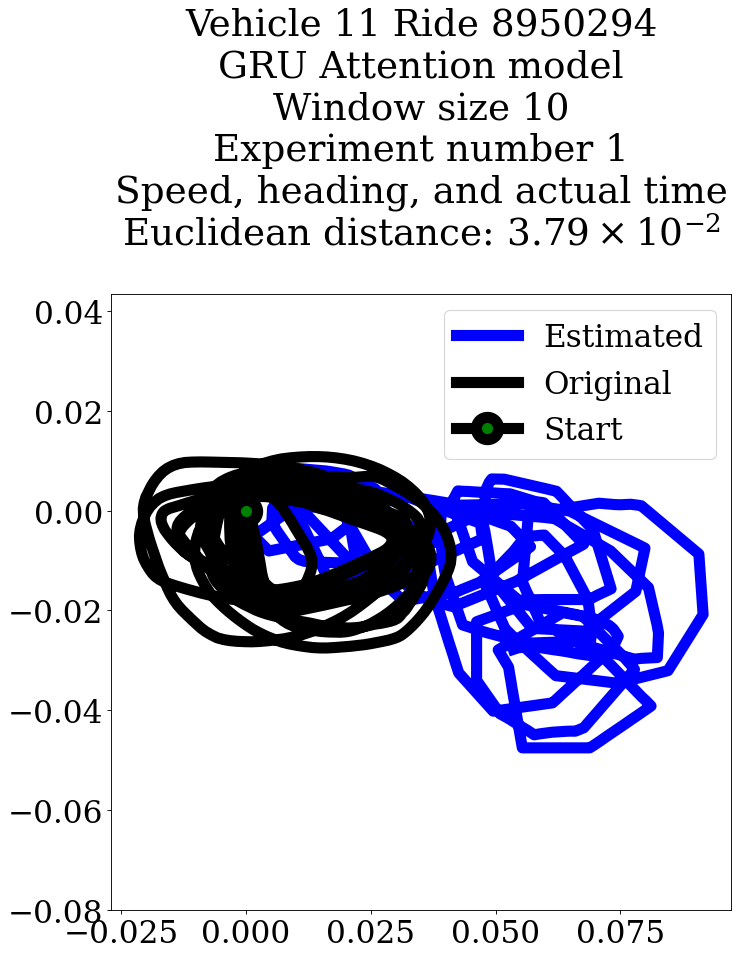 Vehicle 11 Ride 8950294
GRU Attention model
Window size 10
Experiment number 1
Speed, heading, and actual time
Euclidean distance: 3.79 × 10⁻²
Estimated
Original
Start
0.04
0.02
0.00
−0.02
−0.04
−0.06
−0.08
−0.025
0.000
0.025
0.050
0.075